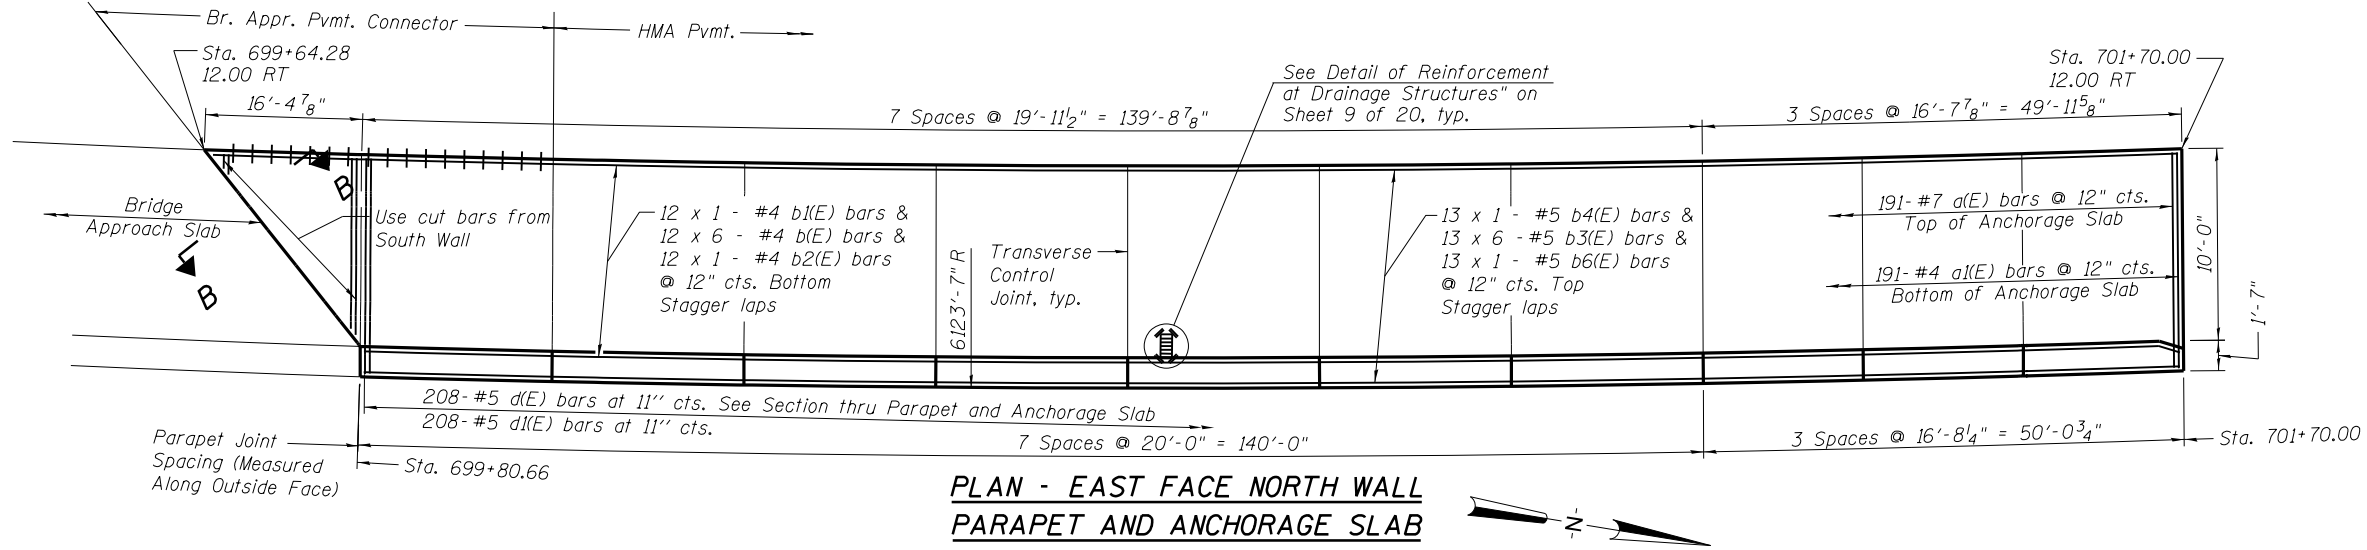 Br. Appr. Pvmt. Connector
HMA Pvmt.
Sta. 699+64.28
12.00 RT
16'-4 7/8"
7 Spaces @ 19'-11 1/2" = 139'-8 7/8"
See Detail of Reinforcement
at Drainage Structures" on
Sheet 9 of 20, typ.
Sta. 701+70.00
12.00 RT
3 Spaces @ 16'-7 7/8" = 49'-11 5/8"
B
Bridge
Approach Slab
B
Use cut bars from
South Wall
12 x 1 - #4 b1(E) bars &
12 x 6 - #4 b(E) bars &
12 x 1 - #4 b2(E) bars
@ 12" cts. Bottom
Stagger laps
6123'-7" R
Transverse
Control
Joint, typ.
13 x 1 - #5 b4(E) bars &
13 x 6 - #5 b3(E) bars &
13 x 1 - #5 b6(E) bars
@ 12" cts. Top
Stagger laps
191-#7 a(E) bars @ 12" cts.
Top of Anchorage Slab
191-#4 a1(E) bars @ 12" cts.
Bottom of Anchorage Slab
10'-0"
1'-7"
208-#5 d(E) bars at 11'' cts. See Section thru Parapet and Anchorage Slab
208-#5 d1(E) bars at 11'' cts.
Parapet Joint
Spacing (Measured
Along Outside Face)
Sta. 699+80.66
7 Spaces @ 20'-0" = 140'-0"
3 Spaces @ 16'-8 1/4" = 50'-0 3/4"
Sta. 701+70.00
PLAN - EAST FACE NORTH WALL
PARAPET AND ANCHORAGE SLAB
-N-